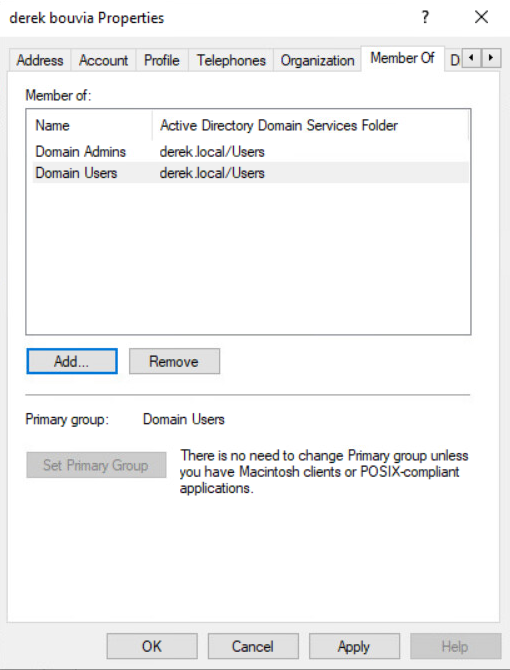 derek bouvia Properties ? ×
Address Account Profile Telephones Organization Member Of D
Member of:
Name Active Directory Domain Services Folder
Domain Admins derek.local/Users
Domain Users derek.local/Users
Add... Remove
Primary group: Domain Users
Set Primary Group
There is no need to change Primary group unless
you have Macintosh clients or POSIX-compliant
applications.
OK Cancel Apply Help